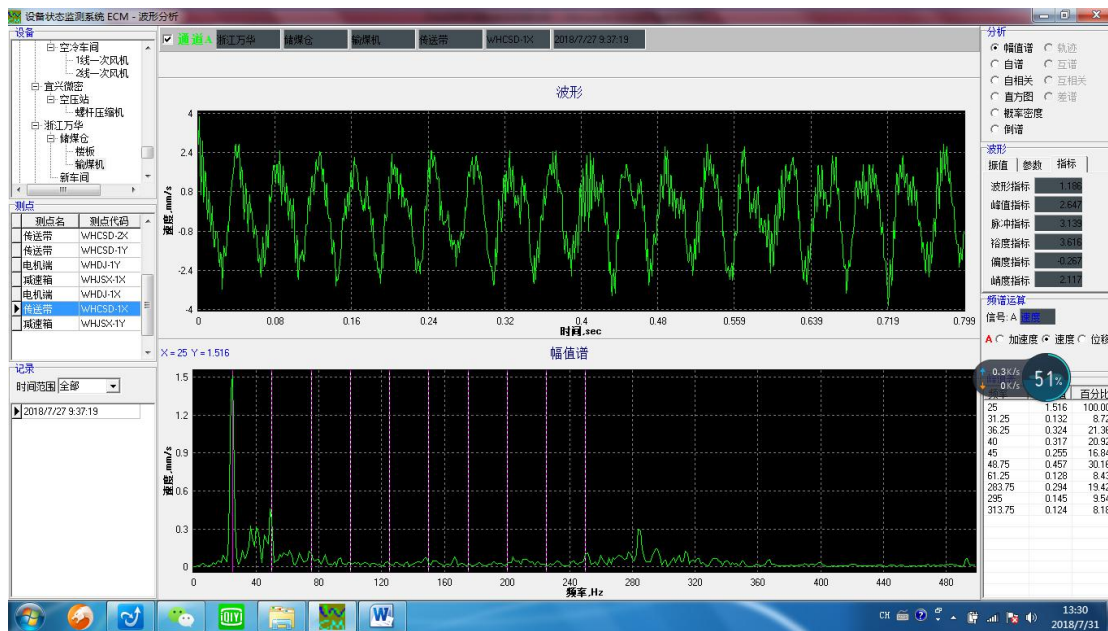 设备状态监测系统 ECM - 波形分析
设备
空冷车间
1线一次风机
2线一次风机
宜兴微密
空压站
螺杆压缩机
浙江万华
储煤仓
楼板
输煤机
新车间
测点
测点名 测点代码
传送带 WHCSD-2X
传送带 WHCSD-1Y
电机端 WHDJ-1Y
减速箱 WHJSX-1X
电机端 WHDJ-1X
传送带 WHCSD-1X
减速箱 WHJSX-1Y
记录
时间范围 全部
2018/7/27 9:37:19
通道A 浙江万华 储煤仓 输煤机 传送带 WHCSD-1X 2018/7/27 9:37:19
波形
速度,mm/s
4
2.4
0.8
-0.8
-2.4
-4
0 0.08 0.16 0.24 0.32 0.4 0.48 0.559 0.639 0.719 0.799
时间,sec
X = 25 Y = 1.516
幅值谱
速度,mm/s
1.5
1.2
0.9
0.6
0.3
0
0 40 80 120 160 200 240 280 320 360 400 440 480
频率,Hz
分析
幅值谱 轨迹
自谱 互谱
自相关 互相关
直方图 差谱
概率密度
倒谱
波形
振值 参数 指标
波形指标 1.186
峰值指标 2.647
脉冲指标 3.139
裕度指标 3.616
偏度指标 -0.267
峭度指标 2.117
频谱运算
信号: A 速度
A 加速度 速度 位移
0.3K/s
0K/s
51%
百分比
25 1.516 100.00
31.25 0.132 8.72
36.25 0.324 21.36
40 0.317 20.92
45 0.255 16.84
48.75 0.457 30.16
61.25 0.128 8.43
283.75 0.294 19.42
295 0.145 9.54
313.75 0.124 8.18
DIY
W
CH
13:30
2018/7/31